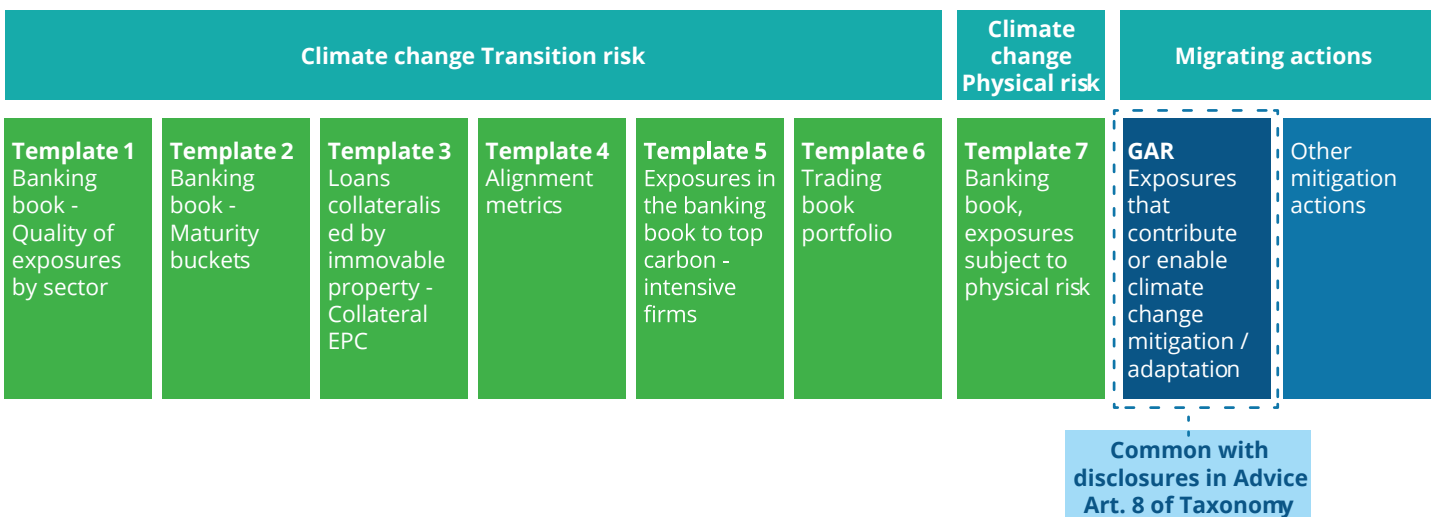 Climate change Transition risk
Climate
change
Physical risk
Migrating actions
Template 1
Banking
book -
Quality of
exposures
by sector
Template 2
Banking
book -
Maturity
buckets
Template 3
Loans
collateralis
ed by
immovable
property -
Collateral
EPC
Template 4
Alignment
metrics
Template 5
Exposures in
the banking
book to top
carbon -
intensive
firms
Template 6
Trading
book
portfolio
Template 7
Banking
book,
exposures
subject to
physical risk
GAR
Exposures
that
contribute
or enable
climate
change
mitigation /
adaptation
Other
mitigation
actions
Common with
disclosures in Advice
Art. 8 of Taxonomy